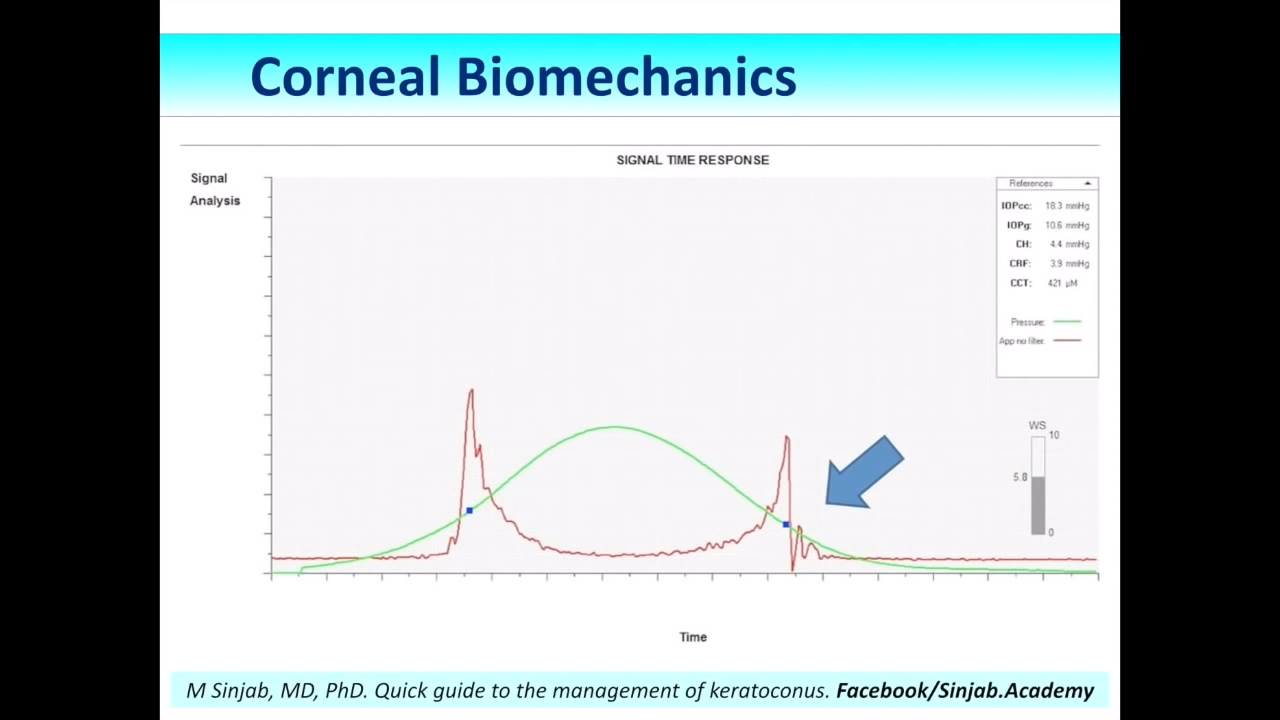 Corneal Biomechanics
SIGNAL TIME RESPONSE
Signal
Analysis
References
IOPcc: 18.3 mmHg
IOPg: 10.6 mmHg
CH: 4.4 mmHg
CRF: 3.9 mmHg
CCT: 421 µM
Pressure:
App no filter:
WS
10
5.8
0
Time
M Sinjab, MD, PhD. Quick guide to the management of keratoconus. Facebook/Sinjab.Academy